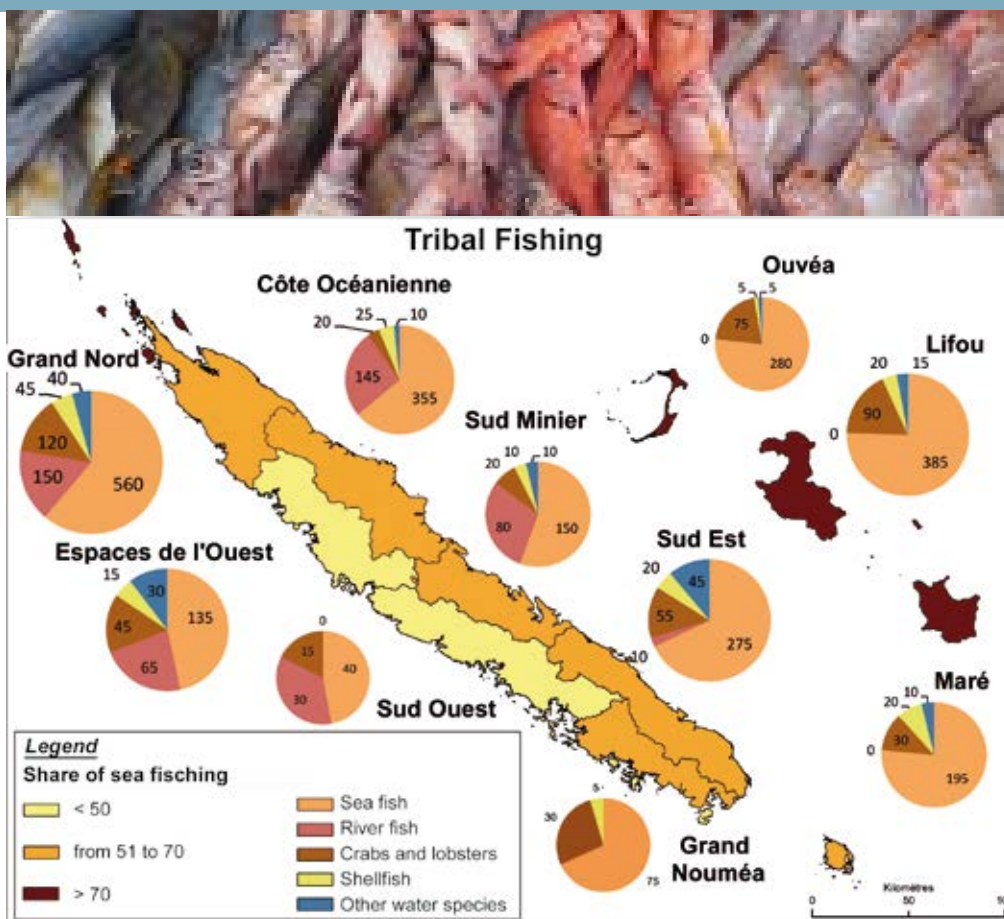 Tribal Fishing
Côte Océanienne
20 25 10
145 355
Ouvéa
5 5
0 75 280
Grand Nord
45 40
120
150 560
Lifou
20 15
0 90 385
Sud Minier
20 10 10
80 150
Espaces de l'Ouest
15 30
45 135
65
Sud Est
20 45
55
10 275
Sud Ouest
0
15 40
30
Maré
20 10
0 30 195
Grand
Nouméa
30 75
Legend
Share of sea fisching
< 50
from 51 to 70
> 70
Sea fish
River fish
Crabs and lobsters
Shellfish
Other water species
Kilomètres
0 50